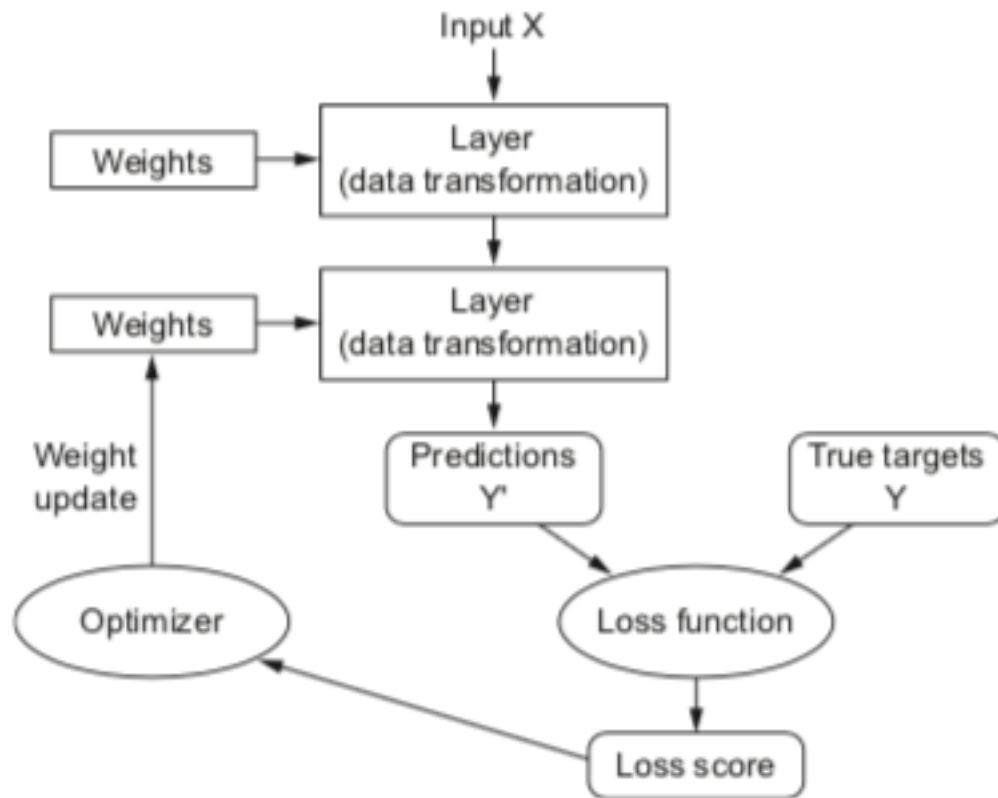 Input X
Layer
(data transformation)
Weights
Layer
(data transformation)
Weights
Weight
update
Predictions
Y'
True targets
Y
Optimizer
Loss function
Loss score